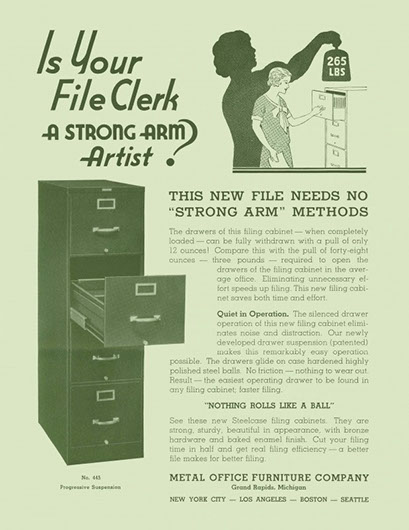 Is Your
File Clerk
A STRONG ARM
Artist?
265
LBS
THIS NEW FILE NEEDS NO
"STRONG ARM" METHODS
The drawers of this filing cabinet — when completely
loaded — can be fully withdrawn with a pull of only
12 ounces! Compare this with the pull of forty-eight
ounces — three pounds — required to open the
drawers of the filing cabinet in the aver-
age office. Eliminating unnecessary ef-
fort speeds up filing. This new filing cabi-
net saves both time and effort.
Quiet in Operation. The silenced drawer
operation of this new filing cabinet elimi-
nates noise and distraction. Our newly
developed drawer suspension (patented)
makes this remarkably easy operation
possible. The drawers glide on case hardened highly
polished steel balls. No friction — nothing to wear out.
Result — the easiest operating drawer to be found in
any filing cabinet; faster filing.
"NOTHING ROLLS LIKE A BALL"
See these new Steelcase filing cabinets. They are
strong, sturdy, beautiful in appearance, with bronze
hardware and baked enamel finish. Cut your filing
time in half and get real filing efficiency — a better
file makes for better filing.
No. 445
Progressive Suspension
METAL OFFICE FURNITURE COMPANY
Grand Rapids, Michigan
NEW YORK CITY — LOS ANGELES — BOSTON — SEATTLE